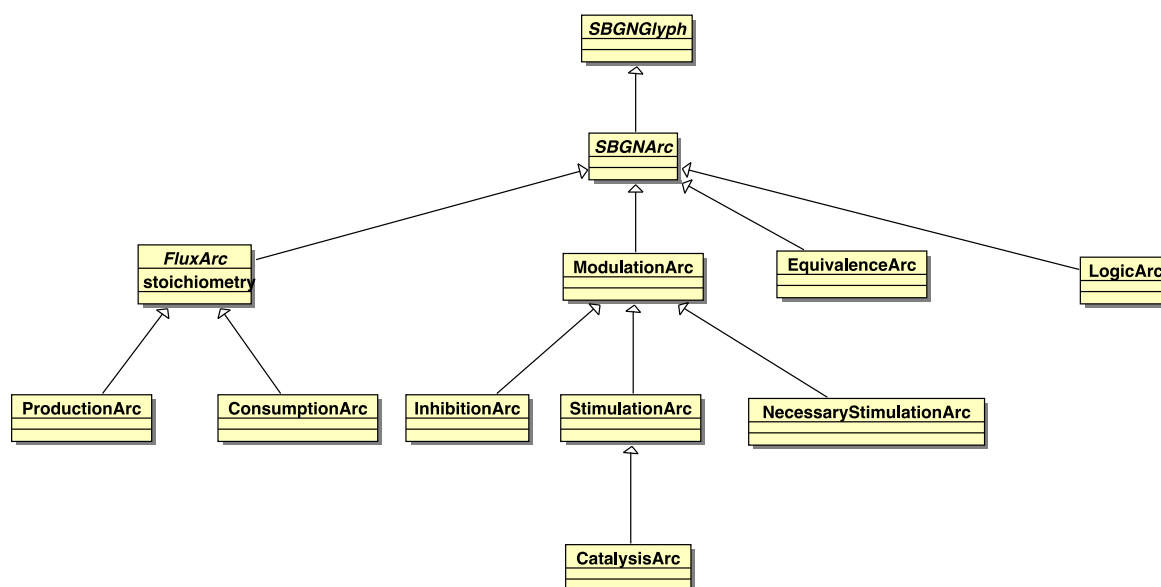 SBGNGlyph
SBGNArc
FluxArc
stoichiometry
ModulationArc
EquivalenceArc
LogicArc
ProductionArc
ConsumptionArc
InhibitionArc
StimulationArc
NecessaryStimulationArc
CatalysisArc